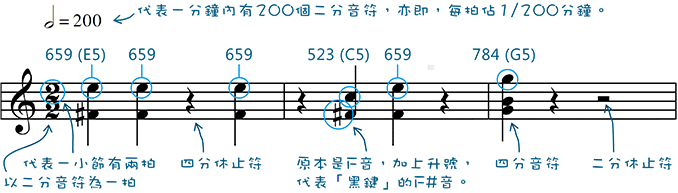 𝅗𝅥 = 200 代表一分鐘內有200個二分音符，亦即，每拍佔1/200分鐘。
659 (E5) 659 659 523 (C5) 659 784 (G5)
2
2
代表一小節有兩拍
以二分音符為一拍
四分休止符
原本是F音，加上升號，
代表「黑鍵」的F#音。
四分音符
二分休止符